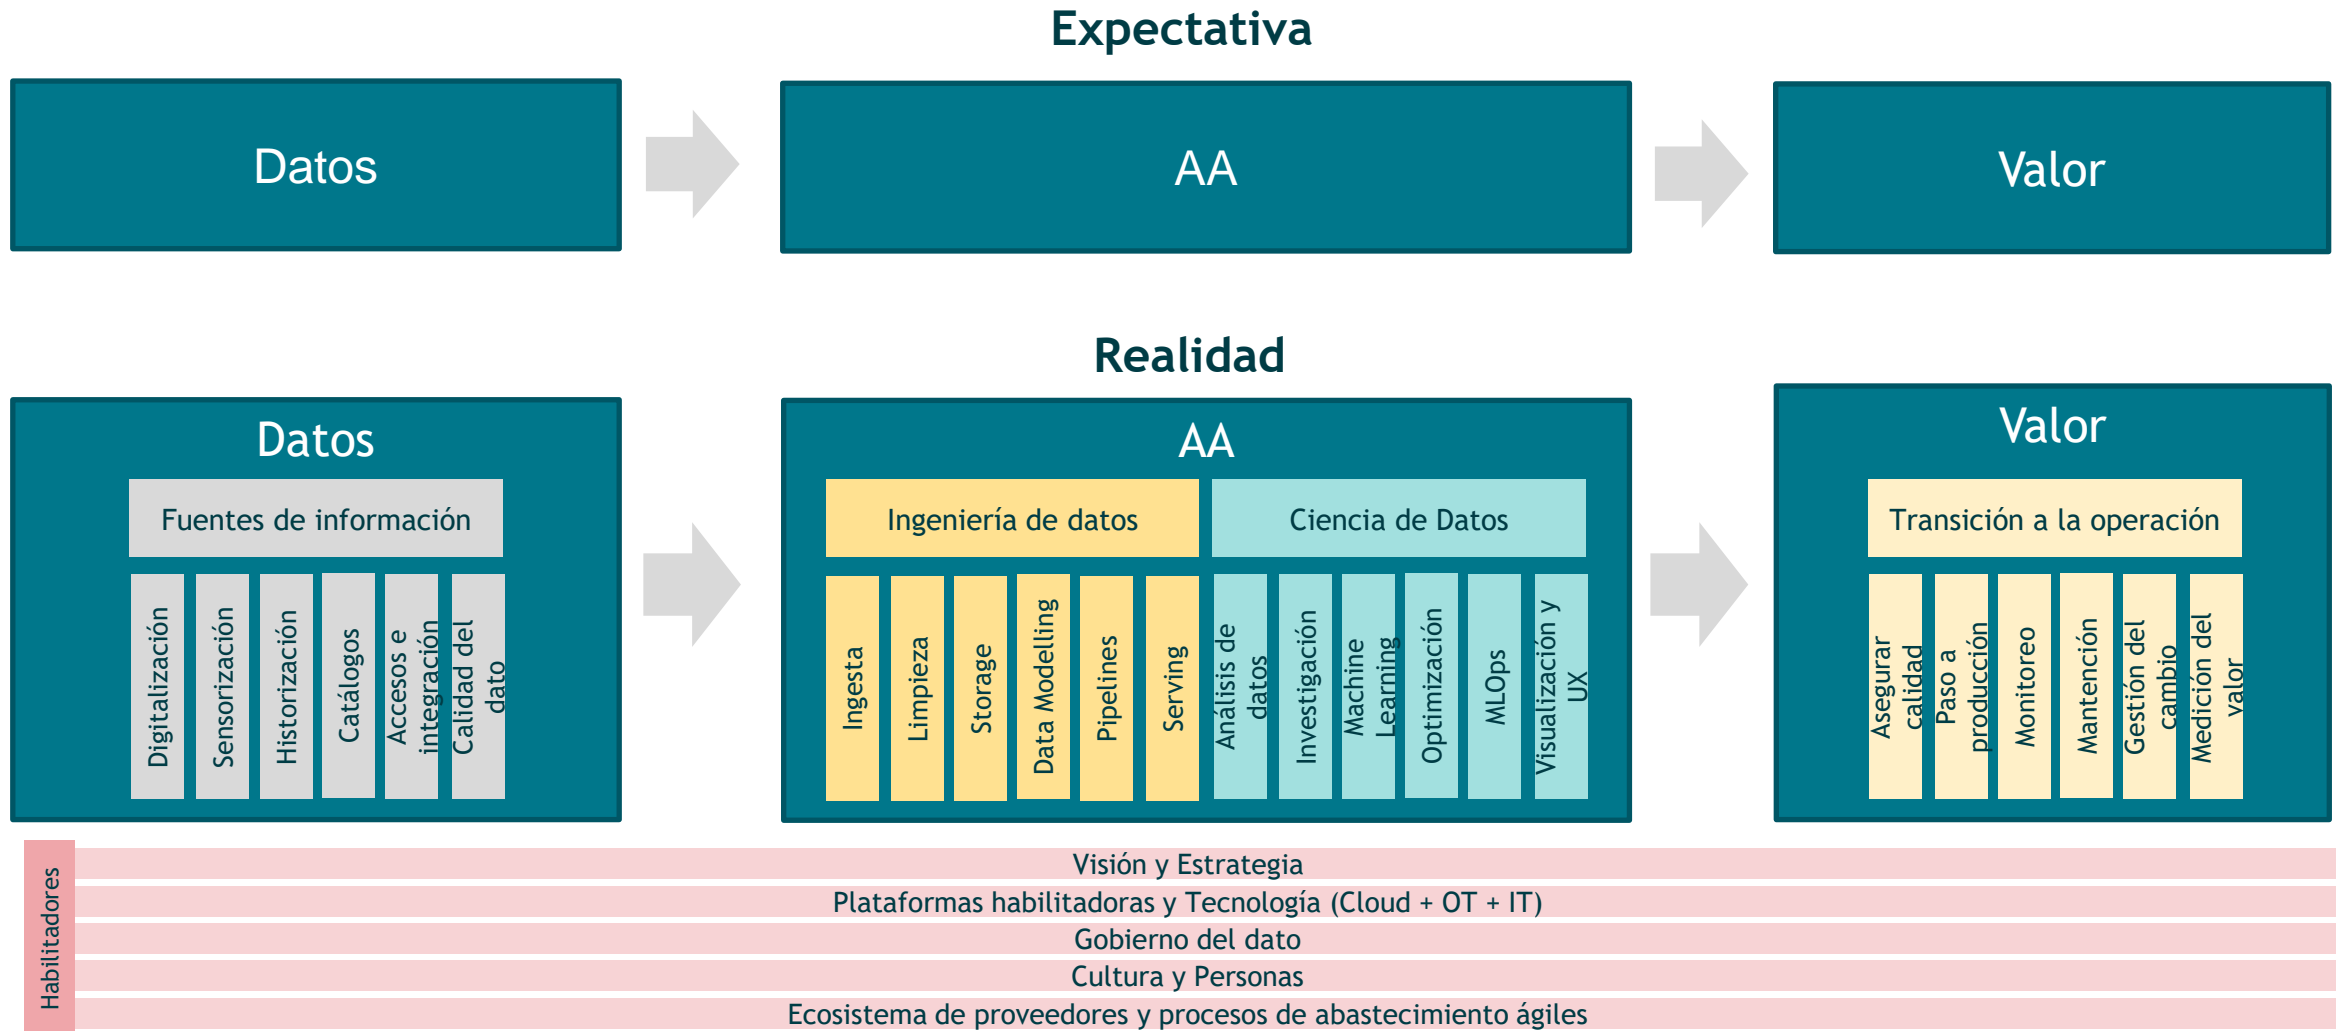 Expectativa
Datos
AA
Valor
Realidad
Datos
AA
Valor
Fuentes de información
Ingeniería de datos
Ciencia de Datos
Transición a la operación
Digitalización
Sensorización
Historización
Catálogos
Accesos e
integración
Calidad del
dato
Ingesta
Limpieza
Storage
Data Modelling
Pipelines
Serving
Análisis de
datos
Investigación
Machine
Learning
Optimización
MLOps
Visualización y
UX
Asegurar
calidad
Paso a
producción
Monitoreo
Mantención
Gestión del
cambio
Medición del
valor
Habilitadores
Visión y Estrategia
Plataformas habilitadoras y Tecnología (Cloud + OT + IT)
Gobierno del dato
Cultura y Personas
Ecosistema de proveedores y procesos de abastecimiento ágiles